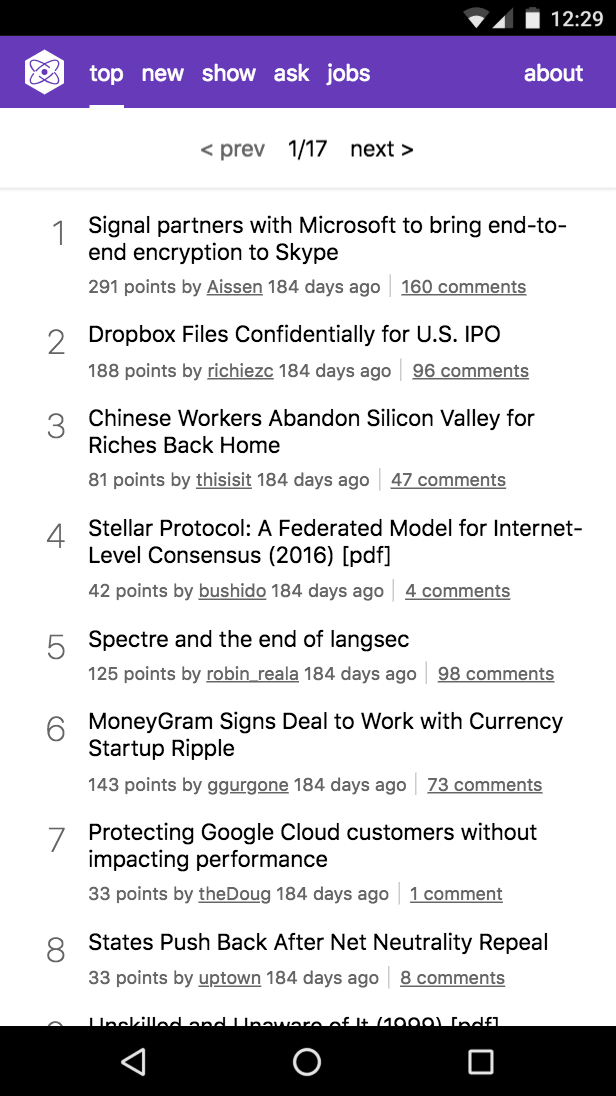 12:29
top new show ask jobs about
< prev 1/17 next >
1 Signal partners with Microsoft to bring end-to-
end encryption to Skype
291 points by Aissen 184 days ago | 160 comments
2 Dropbox Files Confidentially for U.S. IPO
188 points by richiezc 184 days ago | 96 comments
3 Chinese Workers Abandon Silicon Valley for
Riches Back Home
81 points by thisisit 184 days ago | 47 comments
4 Stellar Protocol: A Federated Model for Internet-
Level Consensus (2016) [pdf]
42 points by bushido 184 days ago | 4 comments
5 Spectre and the end of langsec
125 points by robin_reala 184 days ago | 98 comments
6 MoneyGram Signs Deal to Work with Currency
Startup Ripple
143 points by ggurgone 184 days ago | 73 comments
7 Protecting Google Cloud customers without
impacting performance
33 points by theDoug 184 days ago | 1 comment
8 States Push Back After Net Neutrality Repeal
33 points by uptown 184 days ago | 8 comments
9 Unskilled and Unaware of It (1999) [pdf]